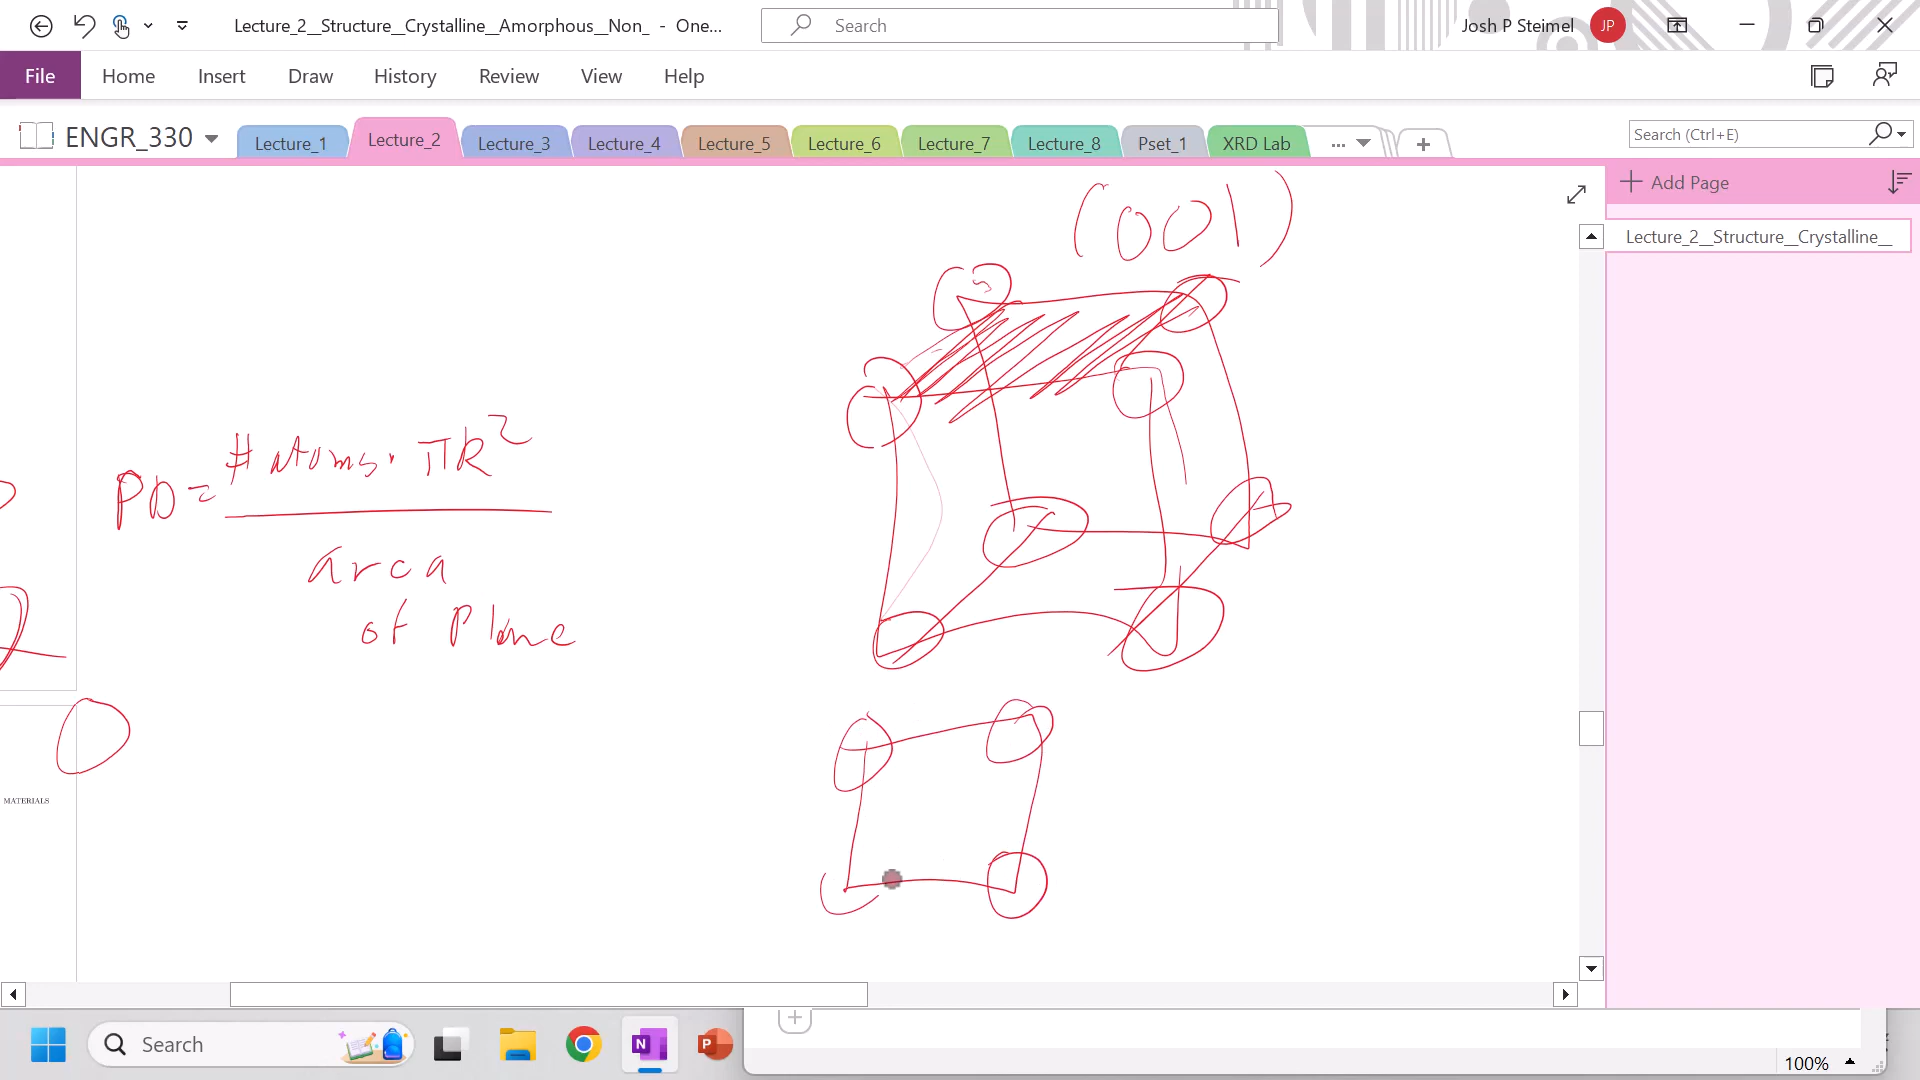 Lecture_2__Structure__Crystalline__Amorphous__Non_ - One...
Search
Josh P Steimel
JP
File
Home
Insert
Draw
History
Review
View
Help
ENGR_330
Lecture_1
Lecture_2
Lecture_3
Lecture_4
Lecture_5
Lecture_6
Lecture_7
Lecture_8
Pset_1
XRD Lab
...
Search (Ctrl+E)
Add Page
Lecture_2__Structure__Crystalline__
(001)
# atoms · πR²
PD =
area
of Plane
MATERIALS
Search
100%